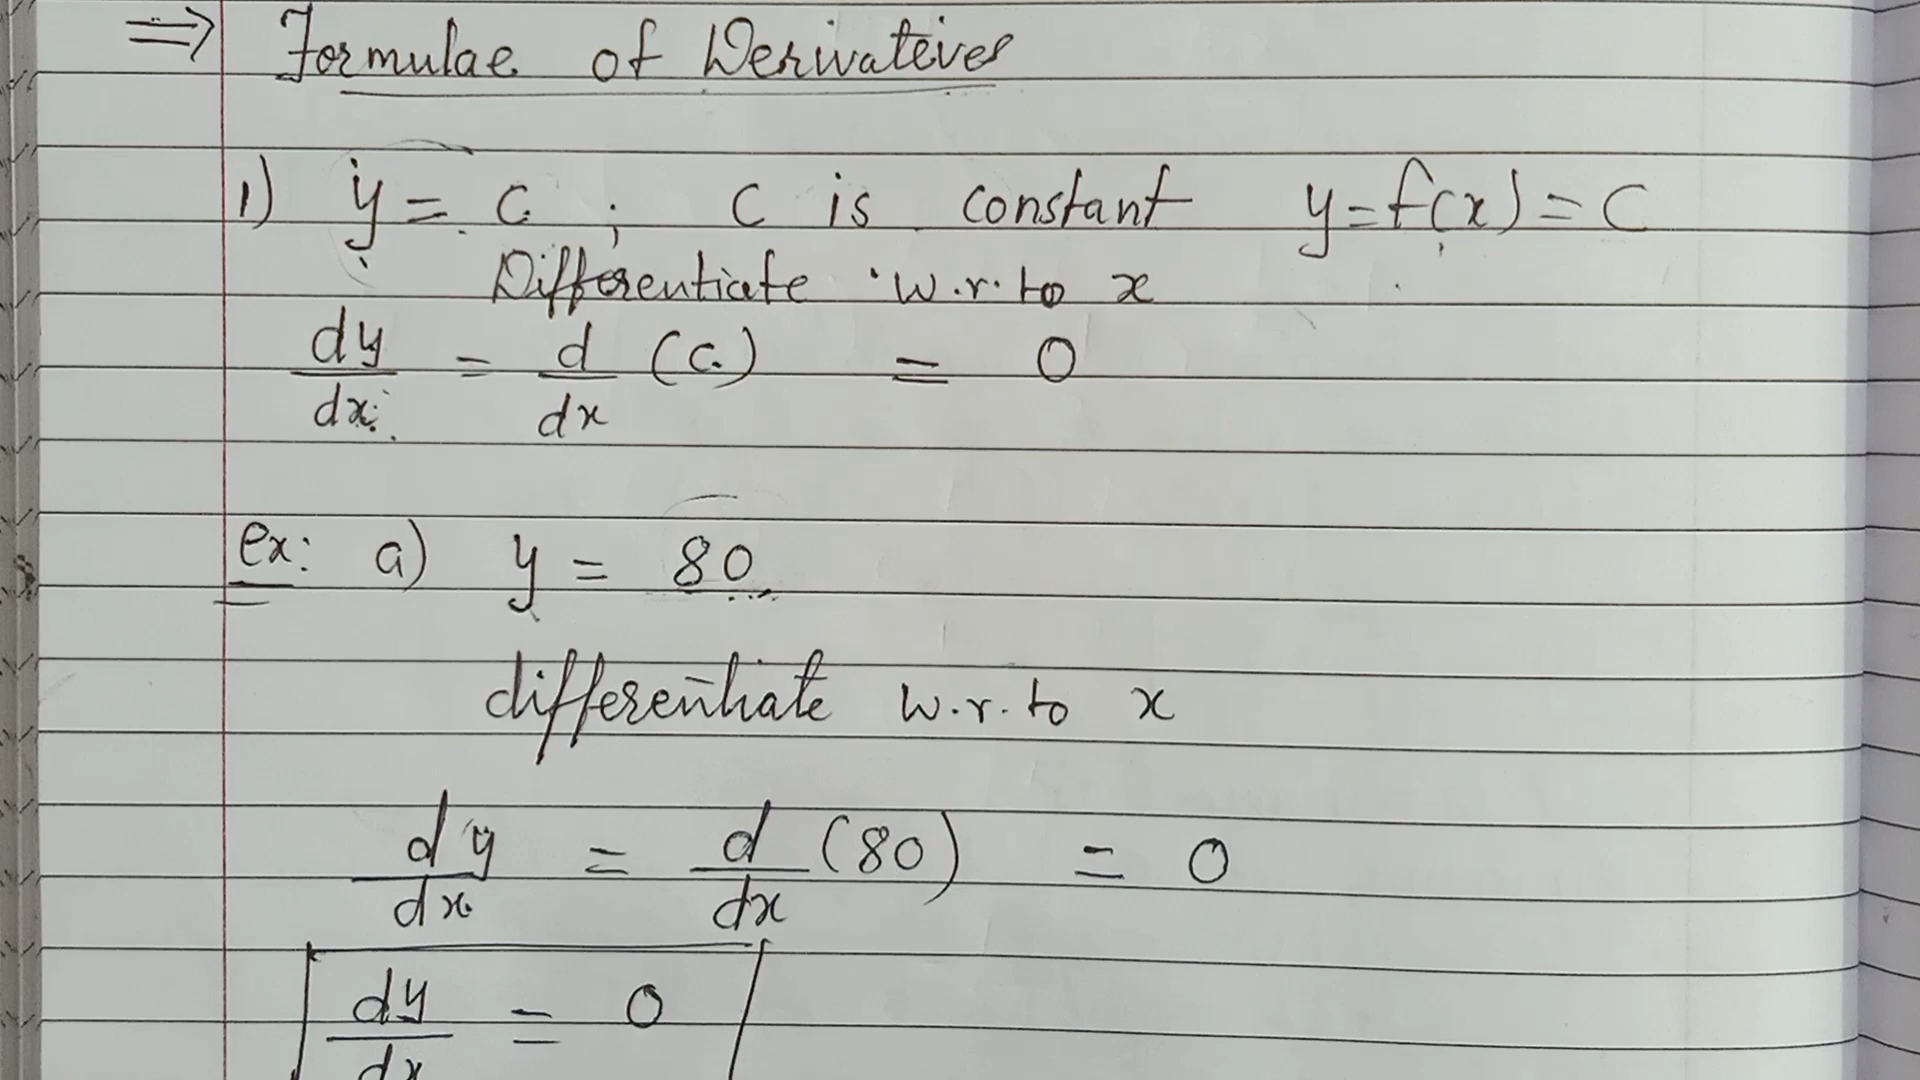 ⇒ Formulae of Derivatives
1) y = c ; c is constant y=f(x) = c
Differentiate w.r. to x
dy/dx = d/dx (c) = 0
ex: a) y = 80
differentiate w.r. to x
dy/dx = d/dx (80) = 0
dy/dx = 0